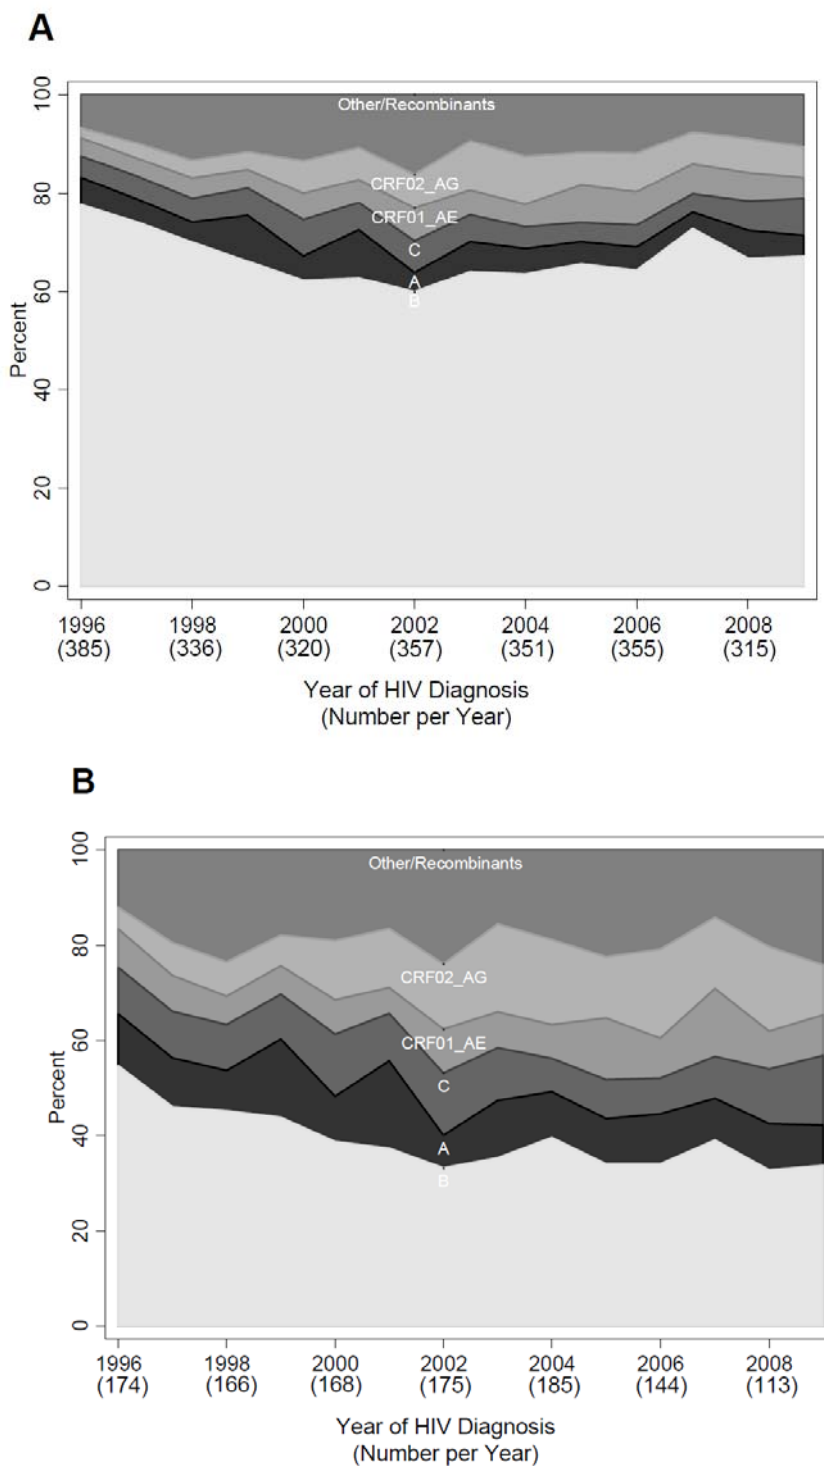 A
100
80
60
40
20
0
Percent
Other/Recombinants
CRF02_AG
CRF01_AE
C
A
B
1996 1998 2000 2002 2004 2006 2008
(385) (336) (320) (357) (351) (355) (315)
Year of HIV Diagnosis
(Number per Year)
B
100
80
60
40
20
0
Percent
Other/Recombinants
CRF02_AG
CRF01_AE
C
A
B
1996 1998 2000 2002 2004 2006 2008
(174) (166) (168) (175) (185) (144) (113)
Year of HIV Diagnosis
(Number per Year)